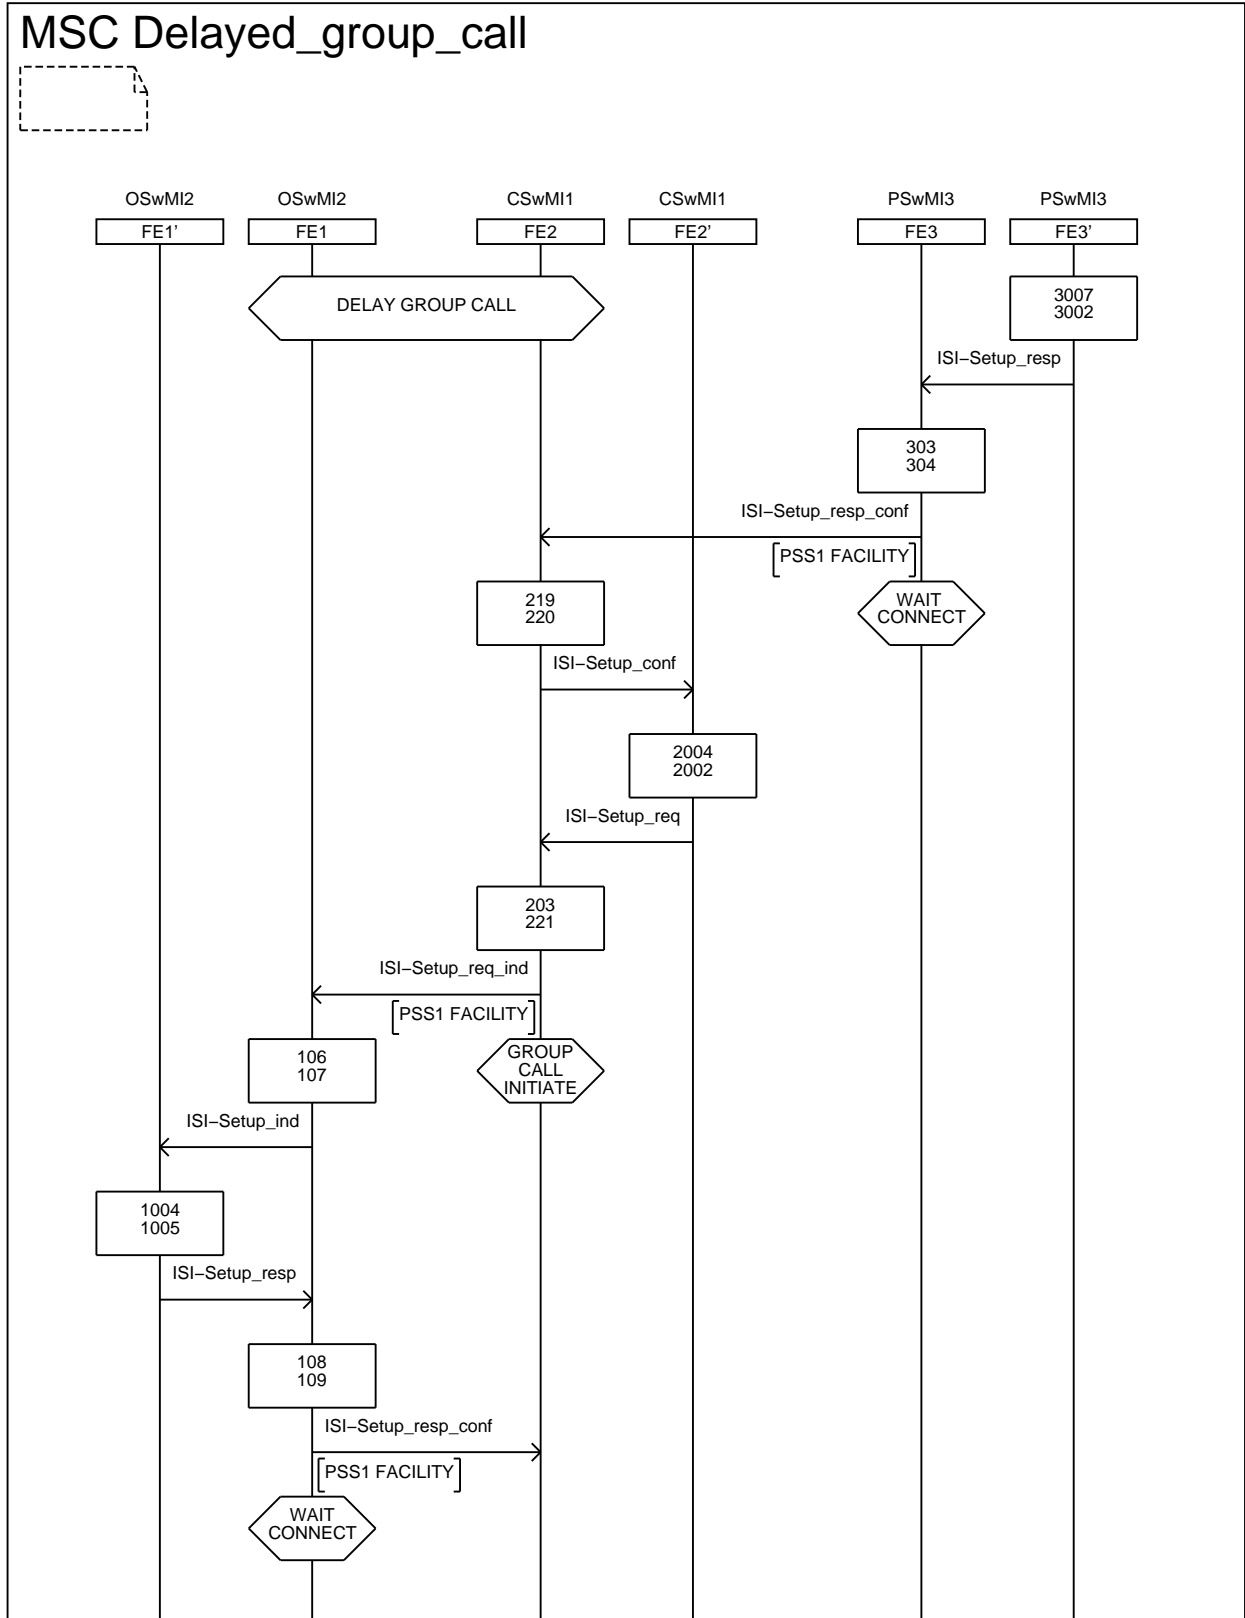 MSC Delayed_group_call
OSwMI2 OSwMI2 CSwMI1 CSwMI1 PSwMI3 PSwMI3
FE1' FE1 FE2 FE2' FE3 FE3'
DELAY GROUP CALL
3007
3002
ISI–Setup_resp
303
304
ISI–Setup_resp_conf
PSS1 FACILITY
219
220
WAIT
CONNECT
ISI–Setup_conf
2004
2002
ISI–Setup_req
203
221
ISI–Setup_req_ind
PSS1 FACILITY
106
107
GROUP
CALL
INITIATE
ISI–Setup_ind
1004
1005
ISI–Setup_resp
108
109
ISI–Setup_resp_conf
PSS1 FACILITY
WAIT
CONNECT